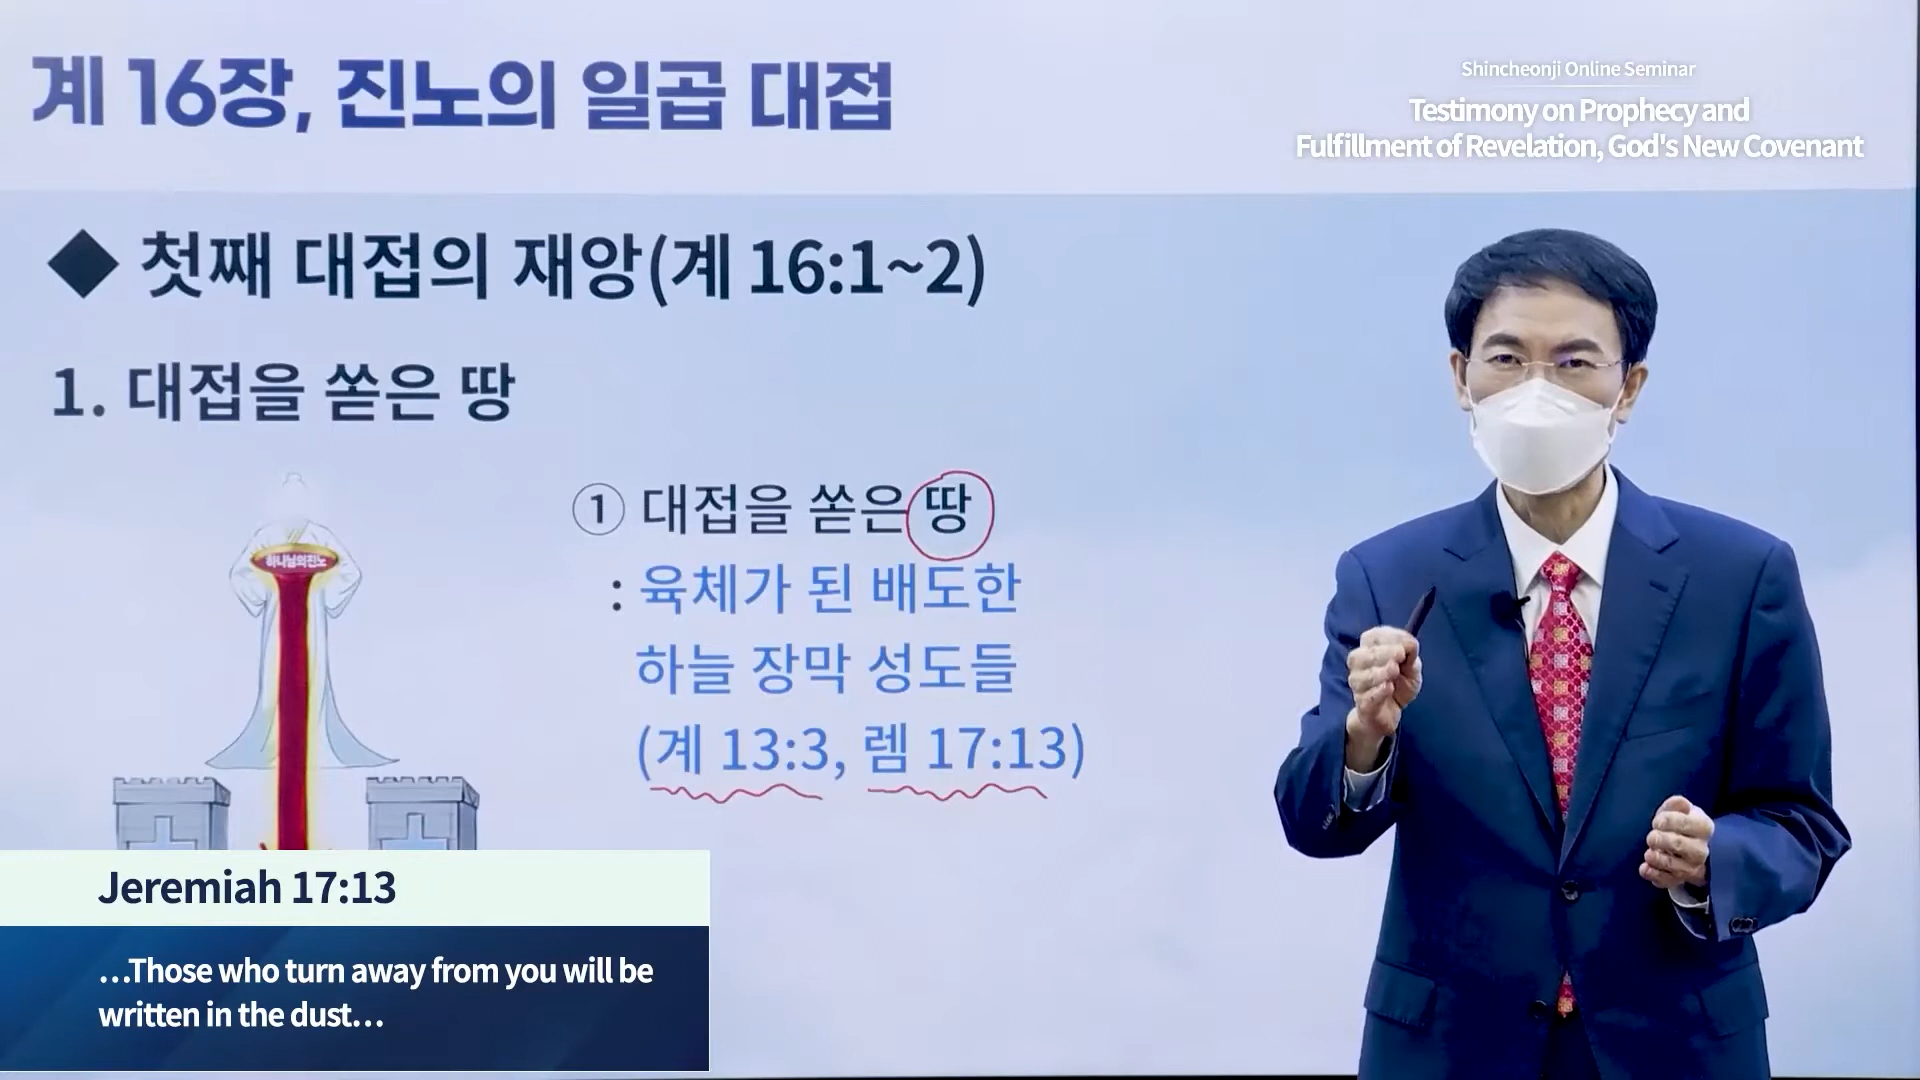 계 16장, 진노의 일곱 대접
Shincheonji Online Seminar
Testimony on Prophecy and
Fulfillment of Revelation, God's New Covenant
◆ 첫째 대접의 재앙(계 16:1~2)
1. 대접을 쏟은 땅
① 대접을 쏟은 땅
: 육체가 된 배도한
하늘 장막 성도들
(계 13:3, 렘 17:13)
하나님의진노
Jeremiah 17:13
...Those who turn away from you will be
written in the dust...